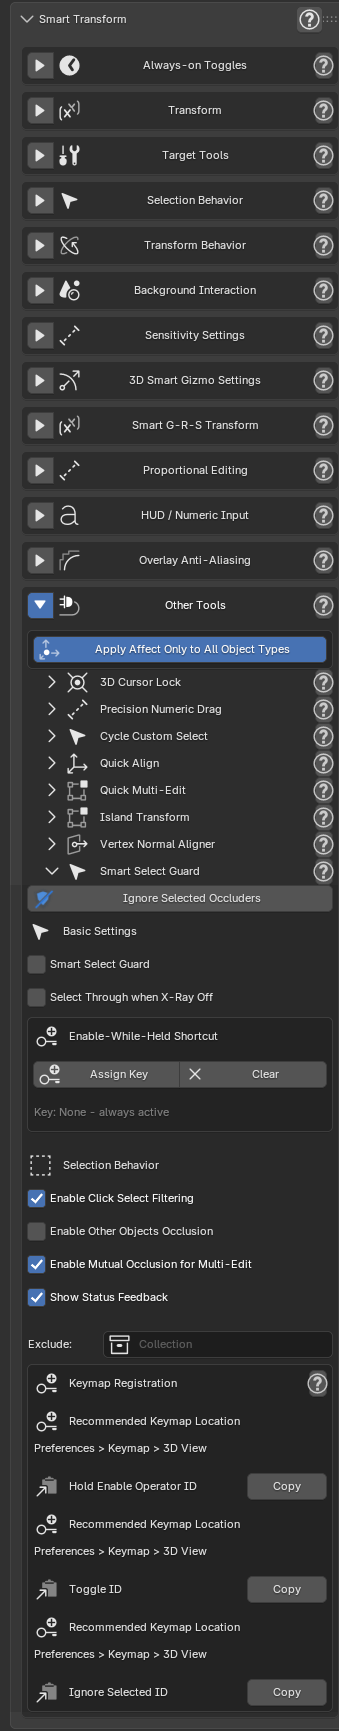 Smart Transform
Always-on Toggles
Transform
Target Tools
Selection Behavior
Transform Behavior
Background Interaction
Sensitivity Settings
3D Smart Gizmo Settings
Smart G-R-S Transform
Proportional Editing
HUD / Numeric Input
Overlay Anti-Aliasing
Other Tools
Apply Affect Only to All Object Types
3D Cursor Lock
Precision Numeric Drag
Cycle Custom Select
Quick Align
Quick Multi-Edit
Island Transform
Vertex Normal Aligner
Smart Select Guard
Ignore Selected Occluders
Basic Settings
Smart Select Guard
Select Through when X-Ray Off
Enable-While-Held Shortcut
Assign Key Clear
Key: None - always active
Selection Behavior
Enable Click Select Filtering
Enable Other Objects Occlusion
Enable Mutual Occlusion for Multi-Edit
Show Status Feedback
Exclude: Collection
Keymap Registration
Recommended Keymap Location
Preferences > Keymap > 3D View
Hold Enable Operator ID Copy
Recommended Keymap Location
Preferences > Keymap > 3D View
Toggle ID Copy
Recommended Keymap Location
Preferences > Keymap > 3D View
Ignore Selected ID Copy